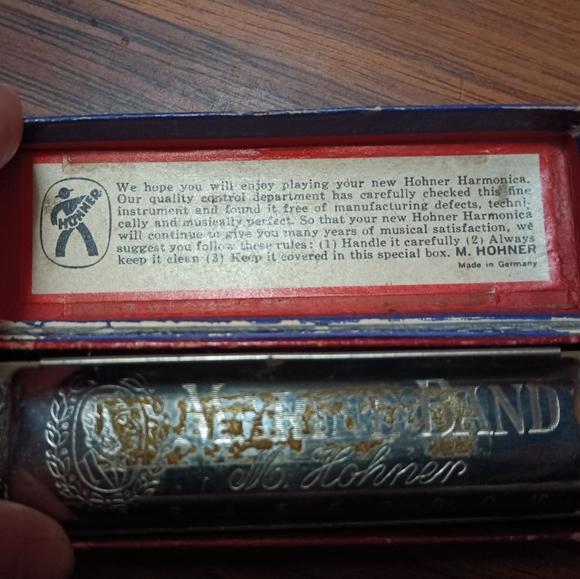 HOHNER
We hope you will enjoy playing your new Hohner Harmonica.
Our quality control department has carefully checked this fine
instrument and found it free of manufacturing defects, techni-
cally and musically perfect. So that your new Hohner Harmonica
will continue to give you many years of musical satisfaction, we
suggest you follow these rules: (1) Handle it carefully (2) Always
keep it clean (3) Keep it covered in this special box. M. HOHNER
Made in Germany
BAND
M. Hohner